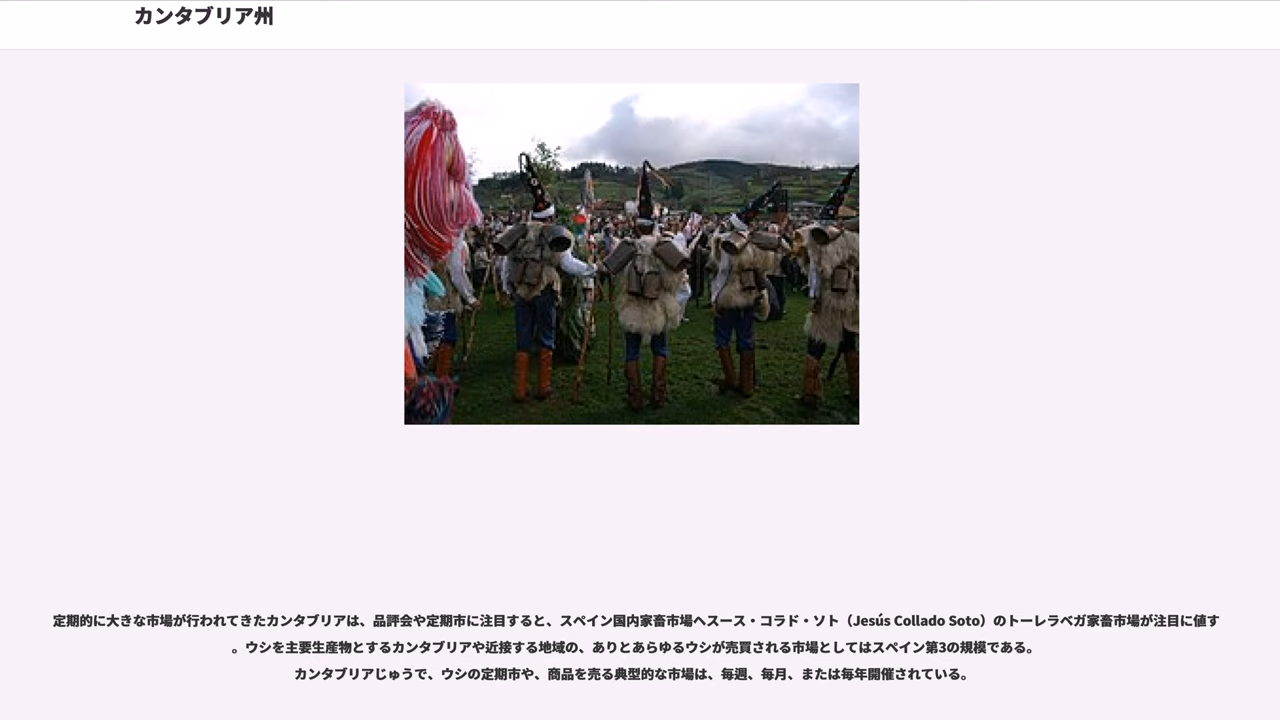 カンタブリア州
定期的に大きな市場が行われてきたカンタブリアは、品評会や定期市に注目すると、スペイン国内家畜市場ヘスース・コラド・ソト（Jesús Collado Soto）のトーレラベガ家畜市場が注目に値す
。ウシを主要生産物とするカンタブリアや近接する地域の、ありとあらゆるウシが売買される市場としてはスペイン第3の規模である。
カンタブリアじゅうで、ウシの定期市や、商品を売る典型的な市場は、毎週、毎月、または毎年開催されている。